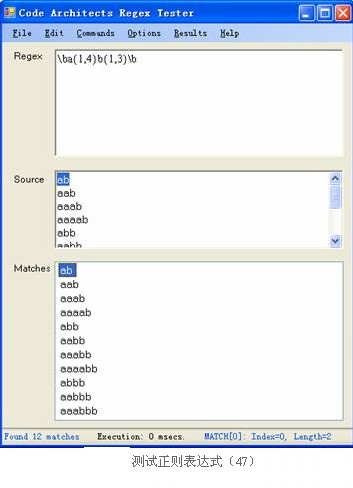 Code Architects Regex Tester
File Edit Commands Options Results Help
Regex
\ba{1,4}b{1,3}\b
Source
ab
aab
aaab
aaaab
abb
aabb
Matches
ab
aab
aaab
aaaab
abb
aabb
aaabb
aaaabb
abbb
aabbb
aaabbb
Found 12 matches Execution: 0 msecs. MATCH[0]: Index=0, Length=2
测试正则表达式（47）